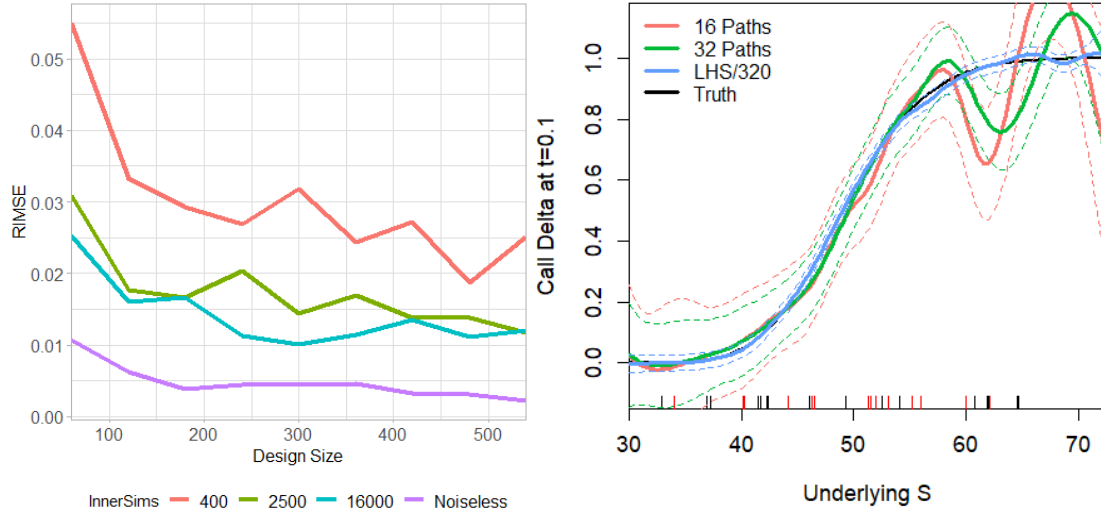 0.05
0.04
0.03
0.02
0.01
0.00
RIMSE
100
200
300
400
500
Design Size
InnerSims
400
2500
16000
Noiseless
16 Paths
32 Paths
LHS/320
Truth
1.0
0.8
0.6
0.4
0.2
0.0
Call Delta at t=0.1
30
40
50
60
70
Underlying S